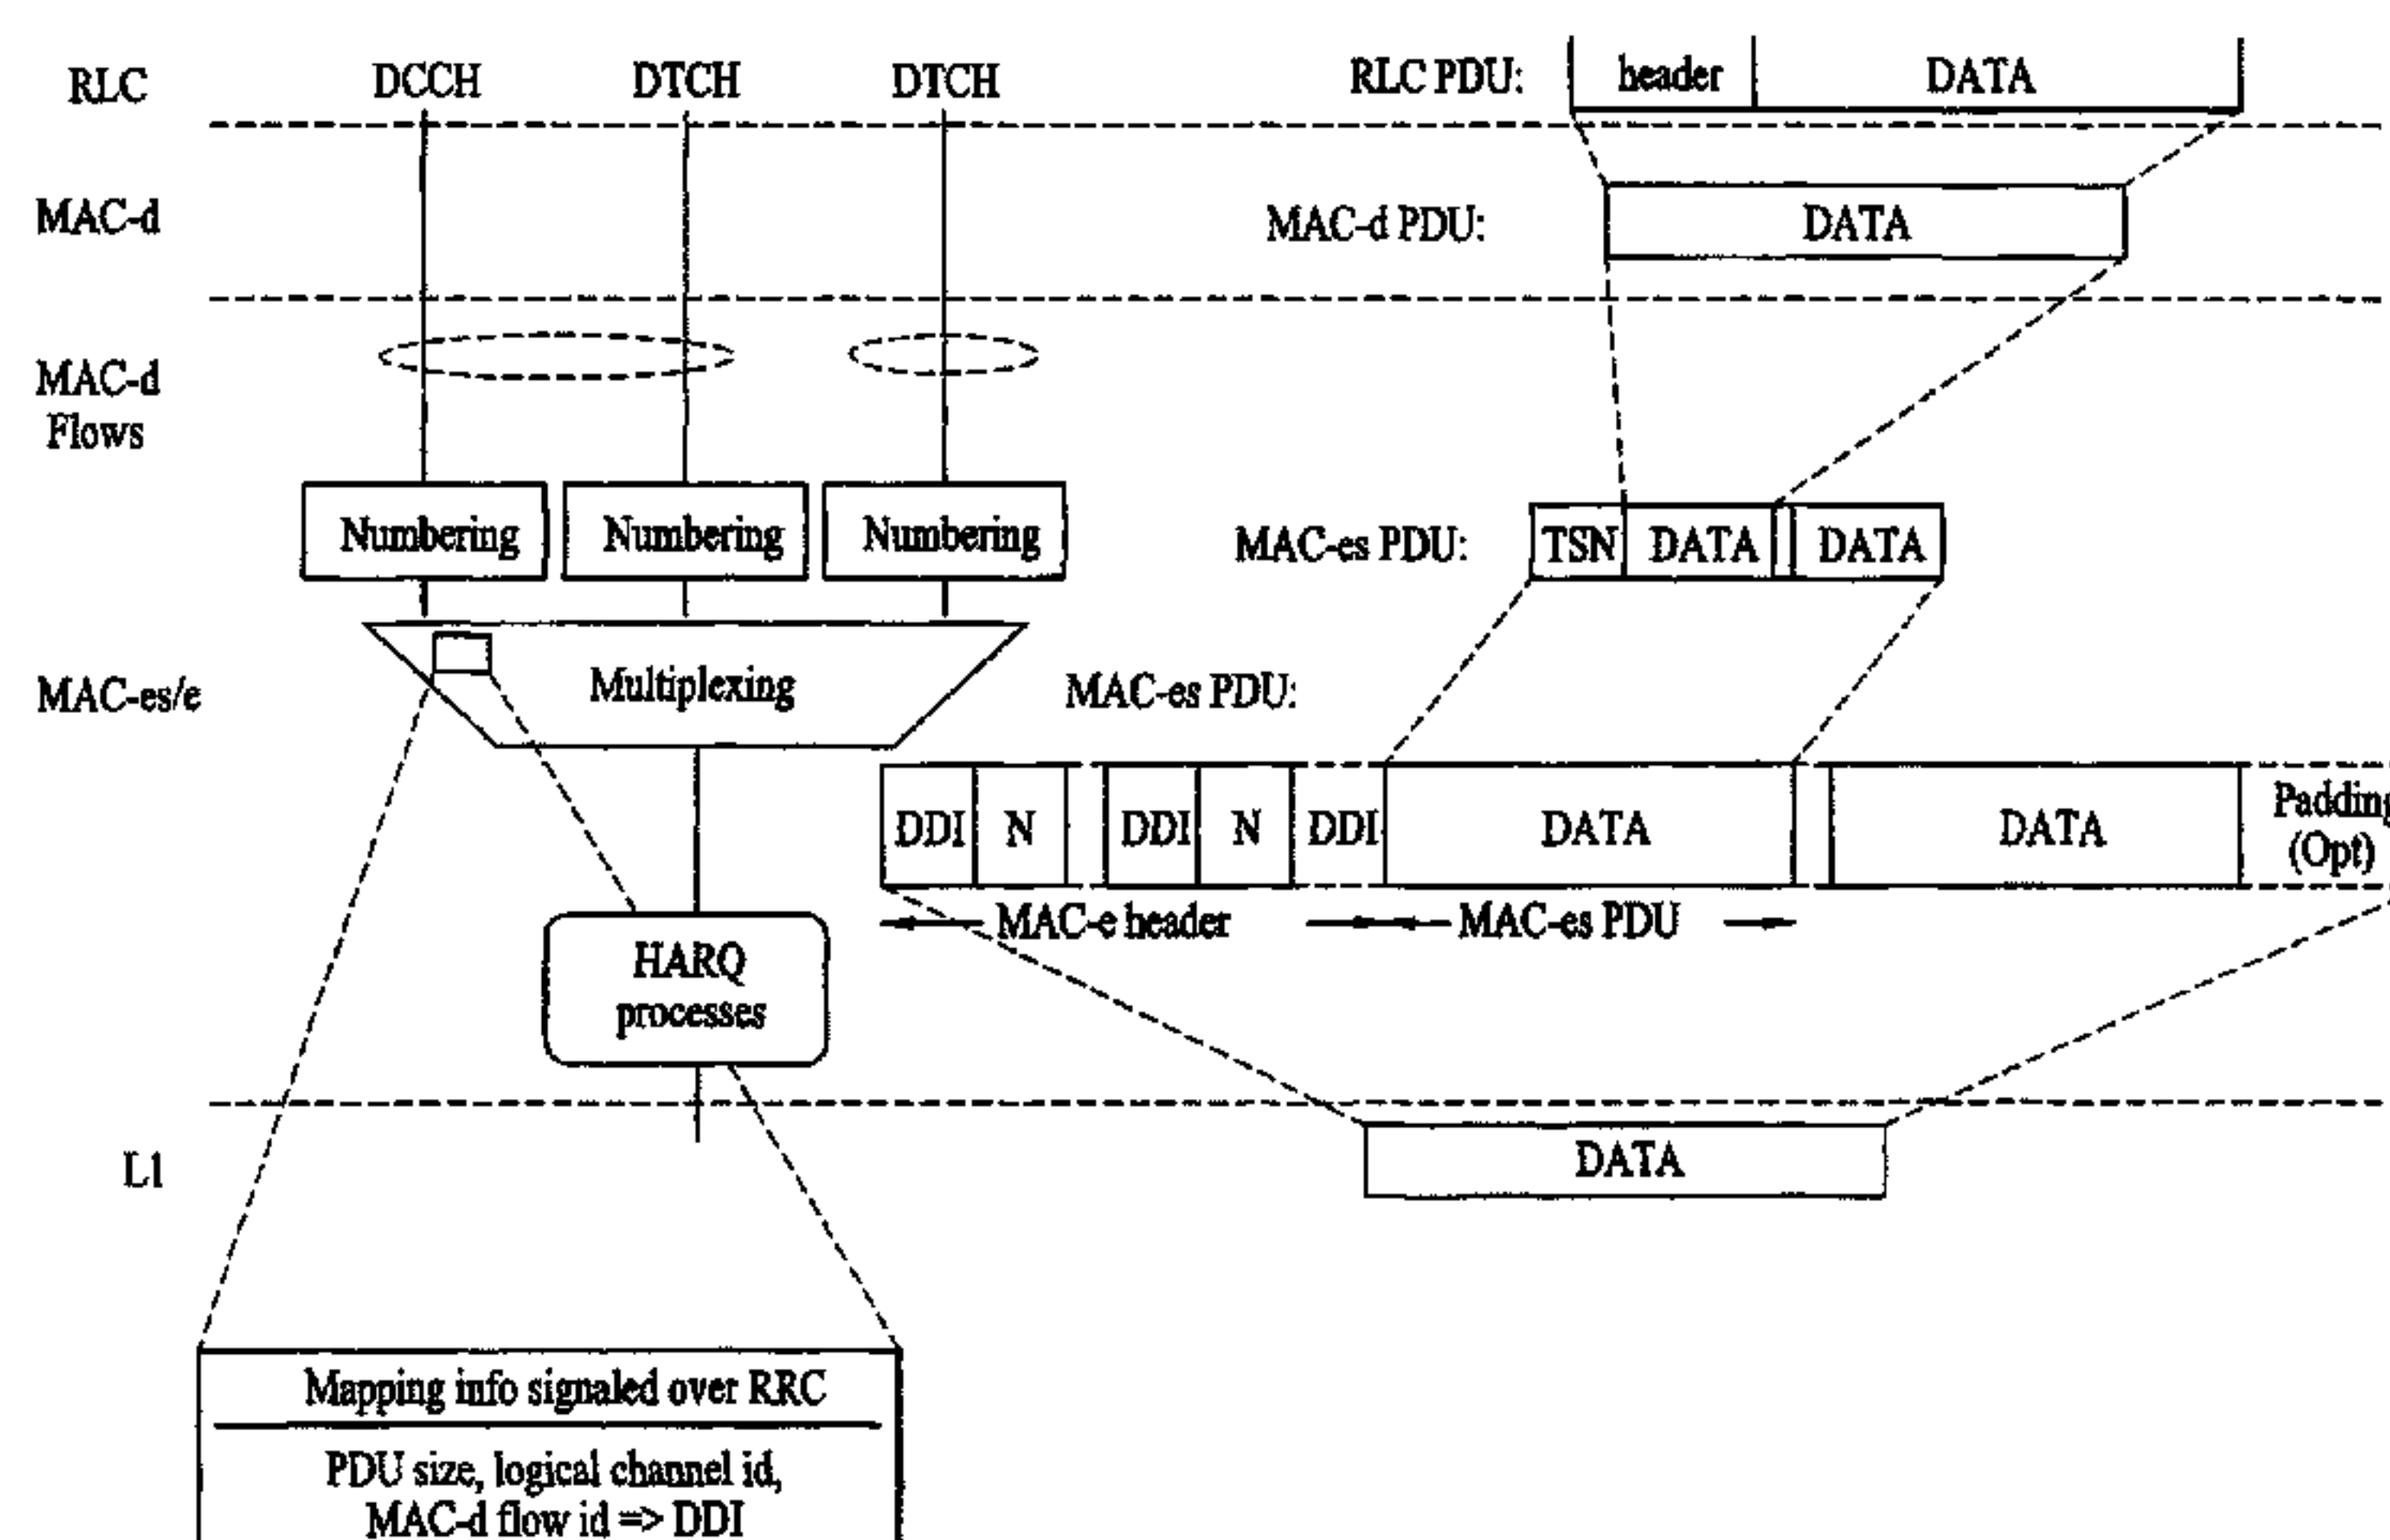 RLC DCCH DTCH DTCH RLC PDU: header DATA
MAC-d MAC-d PDU: DATA
MAC-d
Flows
Numbering Numbering Numbering MAC-es PDU: TSN DATA DATA
MAC-es/e Multiplexing MAC-es PDU:
DDI N DDI N DDI DATA DATA Padding
(Opt)
MAC-e header MAC-es PDU
HARQ
processes
L1 DATA
Mapping info signaled over RRC
PDU size, logical channel id,
MAC-d flow id => DDI